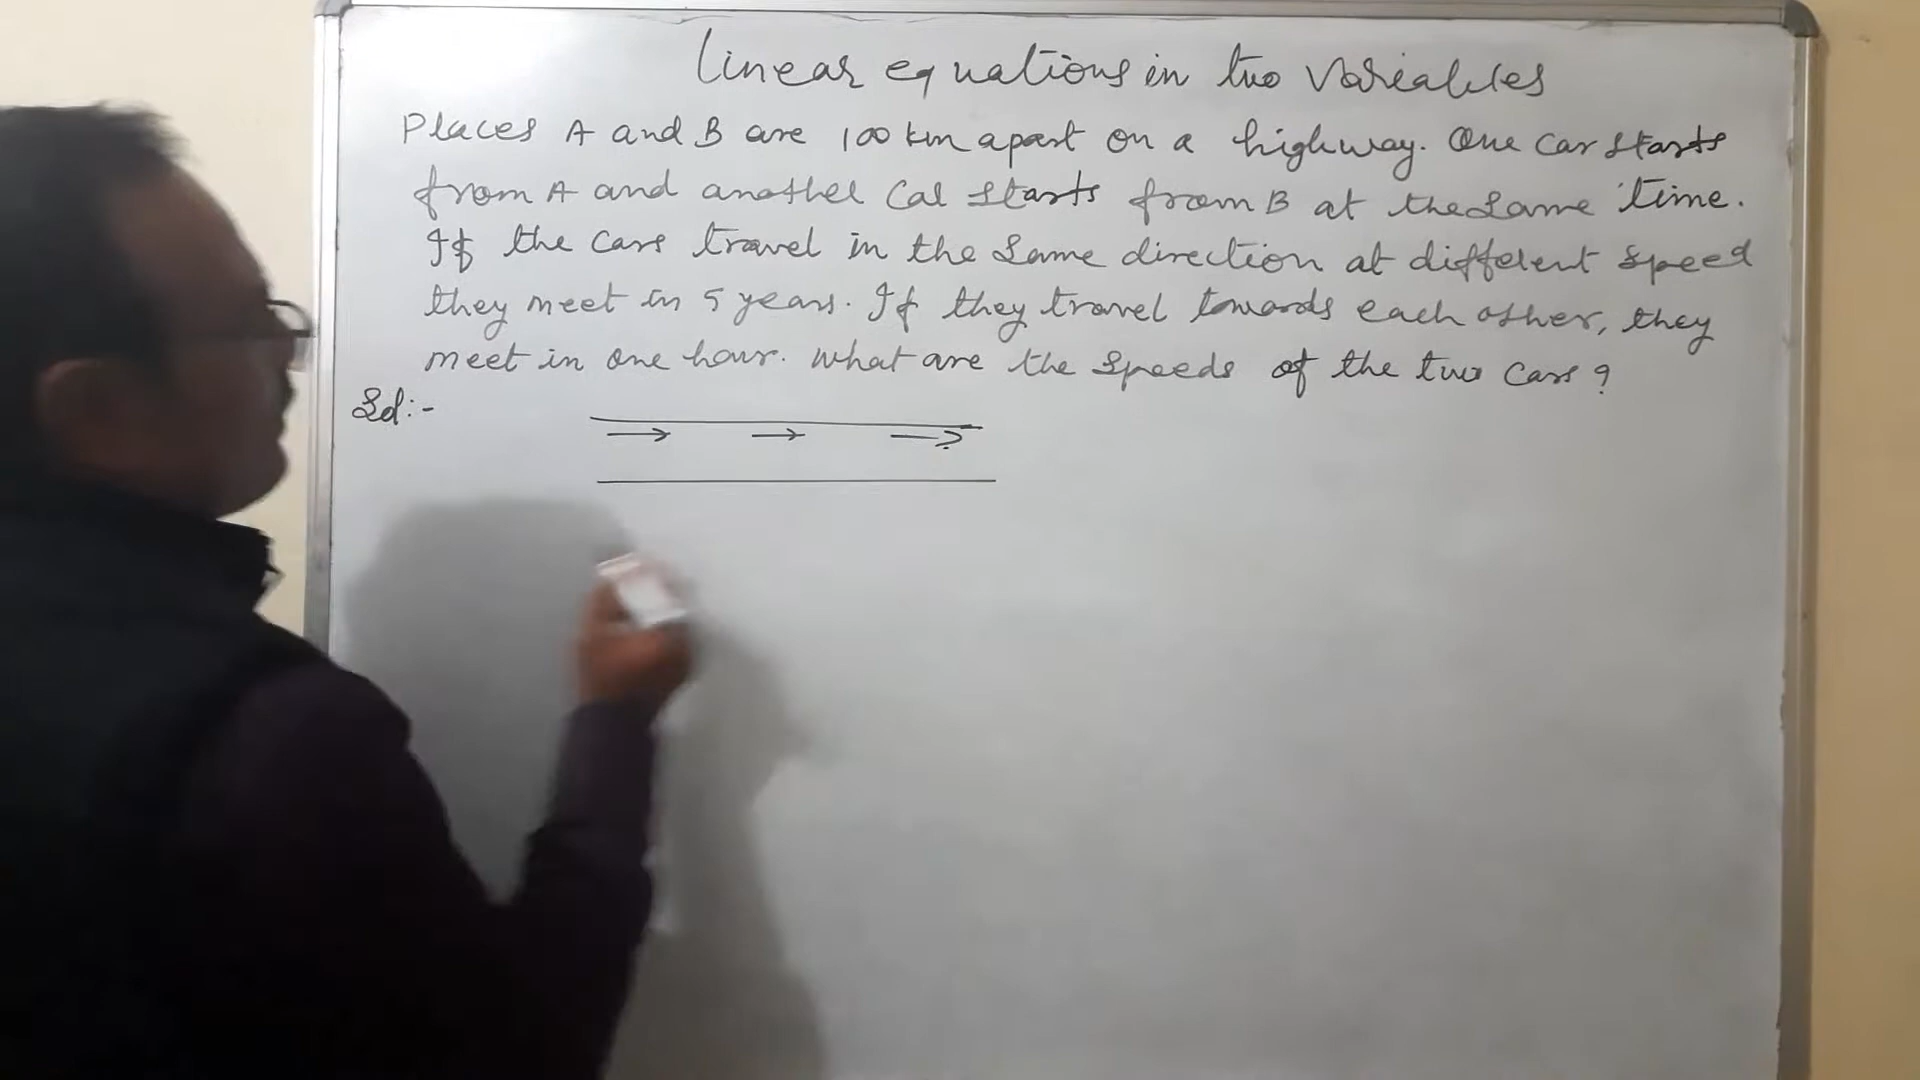 Linear equations in two variables
Places A and B are 100 km apart on a highway. One car starts
from A and another car starts from B at the same time.
If the cars travel in the same direction at different speed
they meet in 5 years. If they travel towards each other, they
meet in one hour. What are the speeds of the two cars?
Sol:-